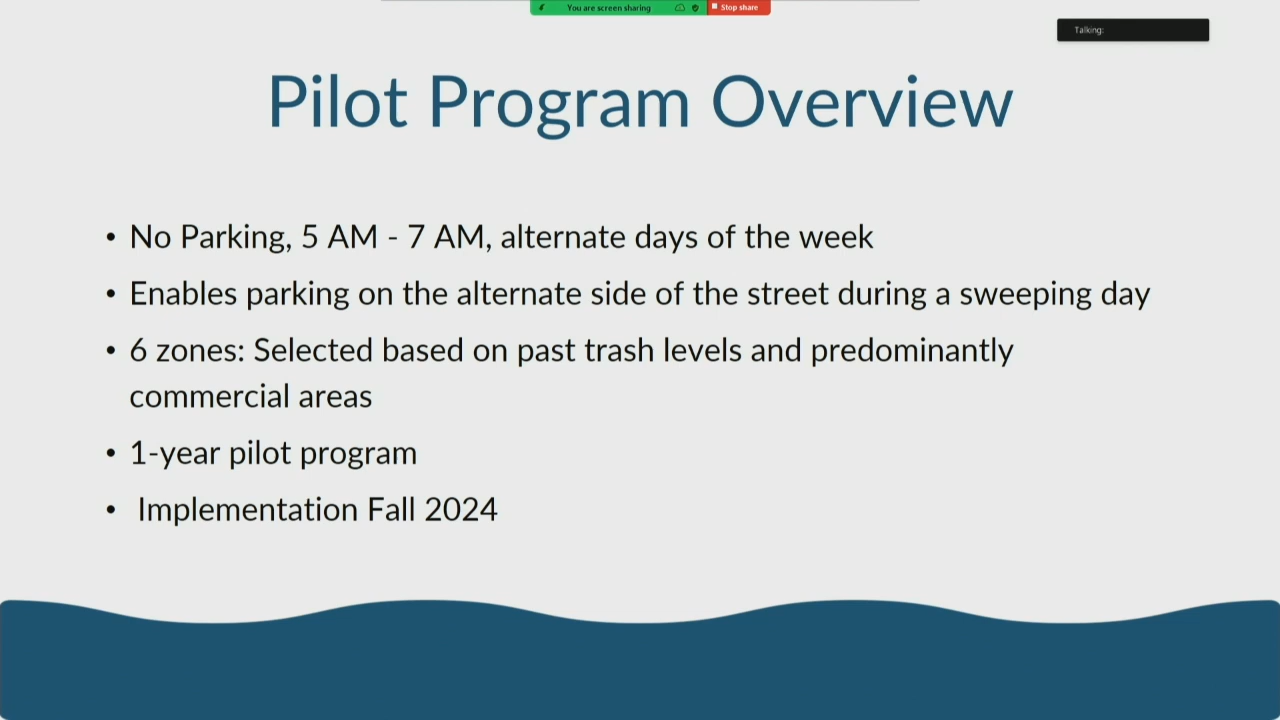 You are screen sharing
Stop share
Talking:
Pilot Program Overview
• No Parking, 5 AM - 7 AM, alternate days of the week
• Enables parking on the alternate side of the street during a sweeping day
• 6 zones: Selected based on past trash levels and predominantly
commercial areas
• 1-year pilot program
• Implementation Fall 2024